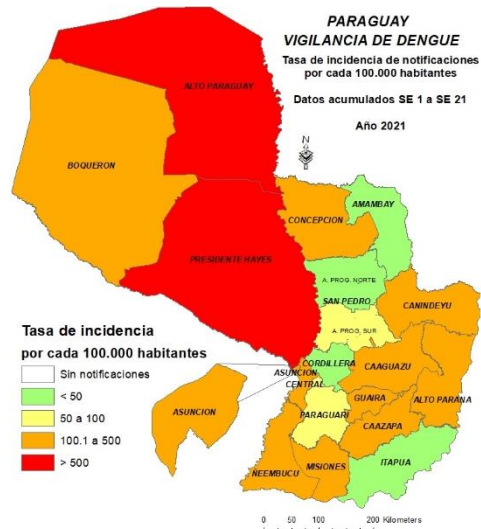 PARAGUAY
VIGILANCIA DE DENGUE
Tasa de incidencia de notificaciones
por cada 100.000 habitantes
Datos acumulados SE 1 a SE 21
Año 2021
N
ALTO PARAGUAY
BOQUERON
AMAMBAY
CONCEPCION
PRESIDENTE HAYES
A. PROG. NORTE
SAN PEDRO
CANINDEYU
A. PROG. SUR
Tasa de incidencia
por cada 100.000 habitantes
Sin notificaciones
< 50
50 a 100
100.1 a 500
> 500
CORDILLERA
ASUNCION
CENTRAL
CAAGUAZU
ASUNCION
PARAGUARI
GUAIRA
ALTO PARANA
CAAZAPA
ÑEEMBUCU
MISIONES
ITAPUA
0 50 100 200 Kilometers